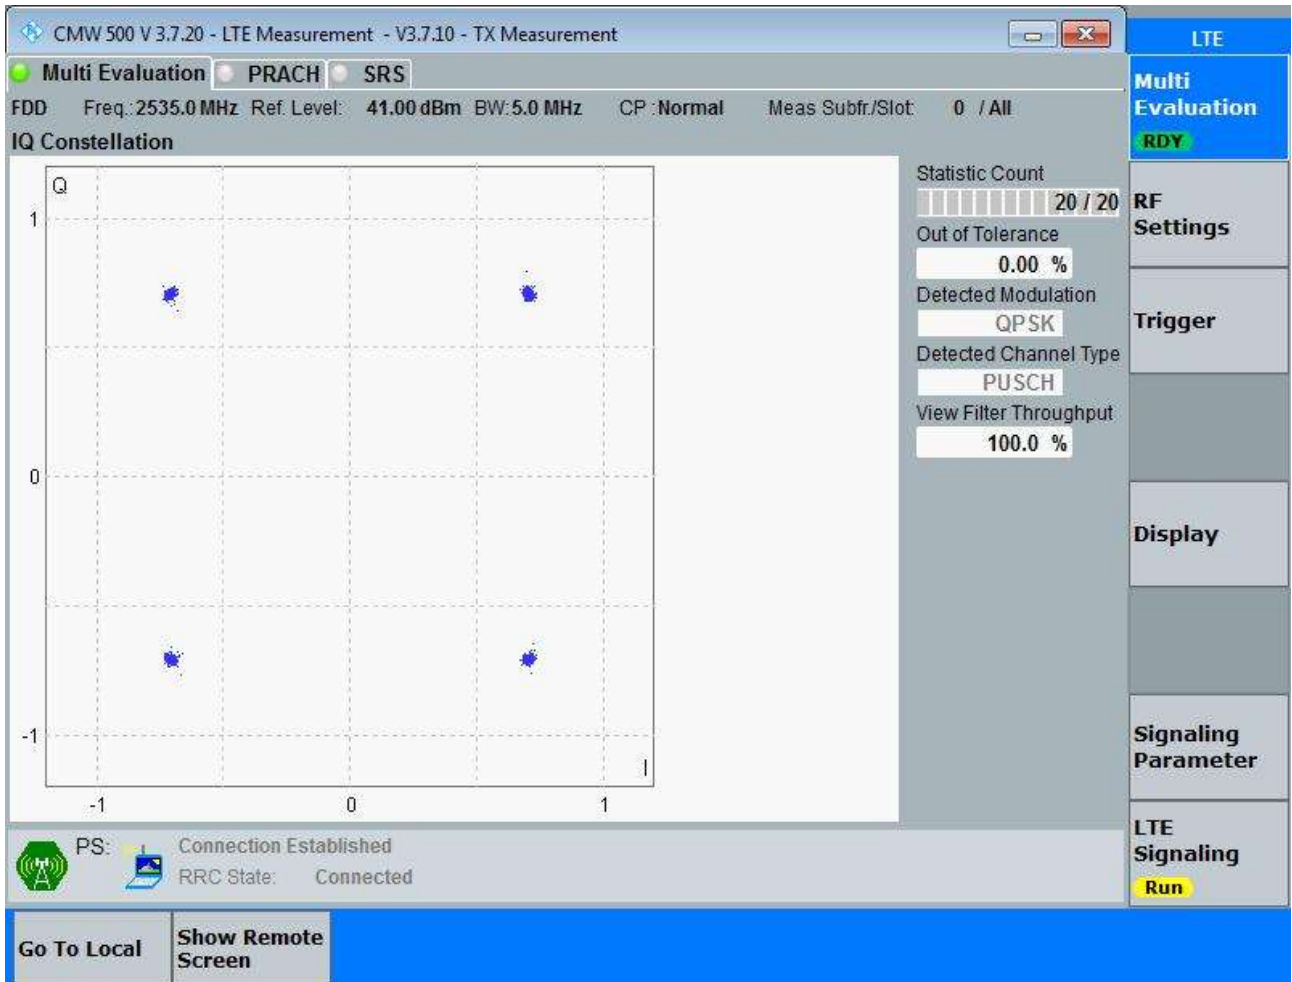 CMW 500 V 3.7.20 - LTE Measurement - V3.7.10 - TX Measurement
LTE
Multi Evaluation PRACH SRS
Multi
Evaluation
RDY
FDD Freq.: 2535.0 MHz Ref. Level: 41.00 dBm BW: 5.0 MHz CP : Normal Meas Subfr./Slot: 0 / All
IQ Constellation
Q
1
0
-1
I
-1 0 1
Statistic Count
20 / 20
Out of Tolerance
0.00 %
Detected Modulation
QPSK
Detected Channel Type
PUSCH
View Filter Throughput
100.0 %
RF
Settings
Trigger
Display
Signaling
Parameter
LTE
Signaling
Run
PS: Connection Established
RRC State: Connected
Go To Local
Show Remote
Screen